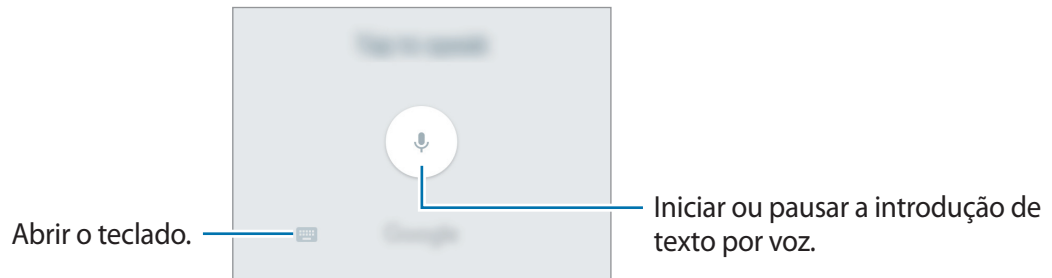 Abrir o teclado.
Iniciar ou pausar a introdução de
texto por voz.